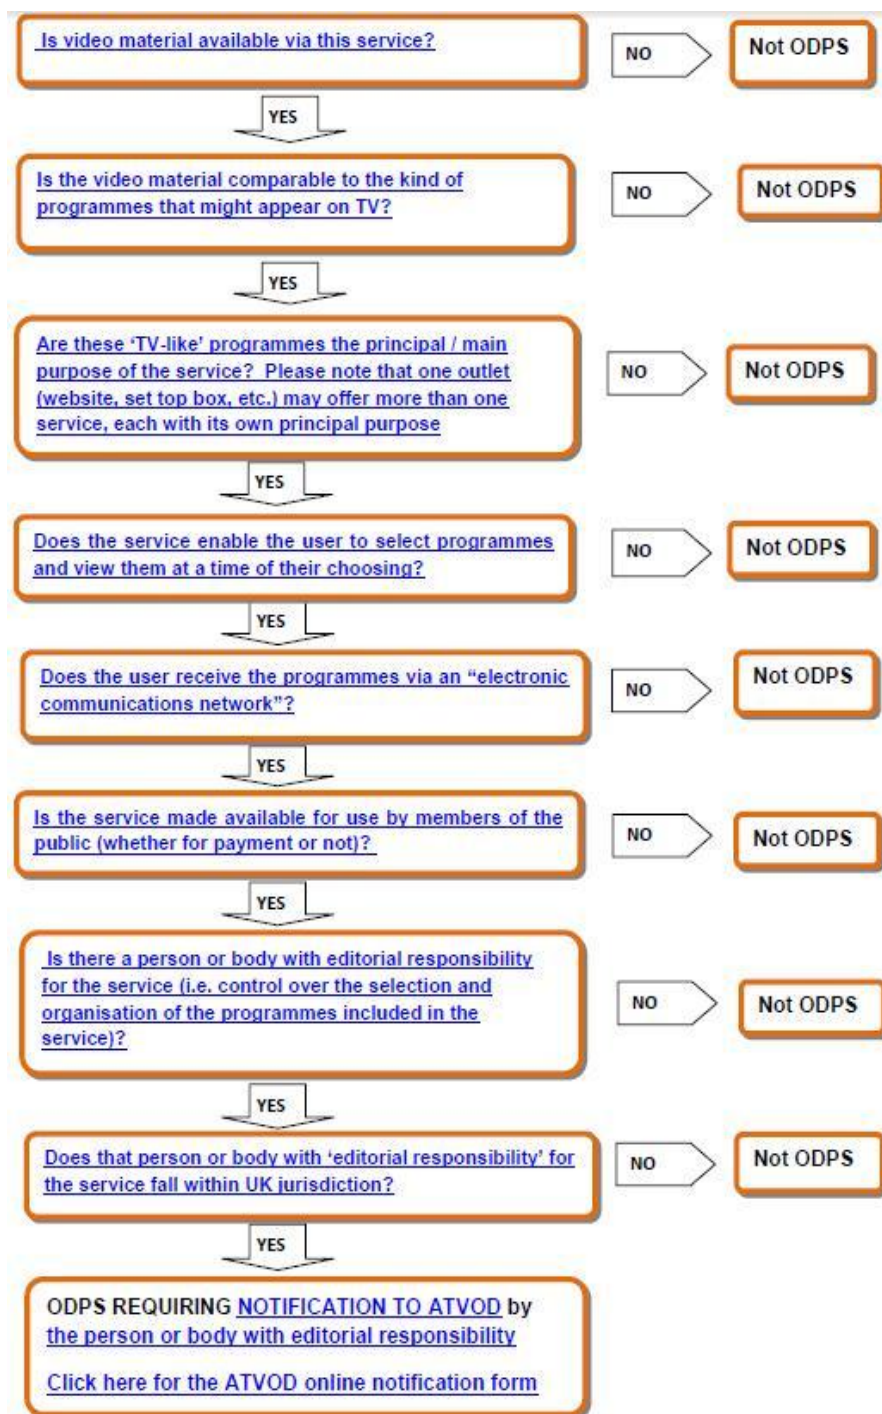 Is video material available via this service?
NO
Not ODPS
YES
Is the video material comparable to the kind of
programmes that might appear on TV?
NO
Not ODPS
YES
Are these ‘TV-like’ programmes the principal / main
purpose of the service? Please note that one outlet
(website, set top box, etc.) may offer more than one
service, each with its own principal purpose
NO
Not ODPS
YES
Does the service enable the user to select programmes
and view them at a time of their choosing?
NO
Not ODPS
YES
Does the user receive the programmes via an “electronic
communications network”?
NO
Not ODPS
YES
Is the service made available for use by members of the
public (whether for payment or not)?
NO
Not ODPS
YES
Is there a person or body with editorial responsibility
for the service (i.e. control over the selection and
organisation of the programmes included in the
service)?
NO
Not ODPS
YES
Does that person or body with ‘editorial responsibility’ for
the service fall within UK jurisdiction?
NO
Not ODPS
YES
ODPS REQUIRING NOTIFICATION TO ATVOD by
the person or body with editorial responsibility
Click here for the ATVOD online notification form